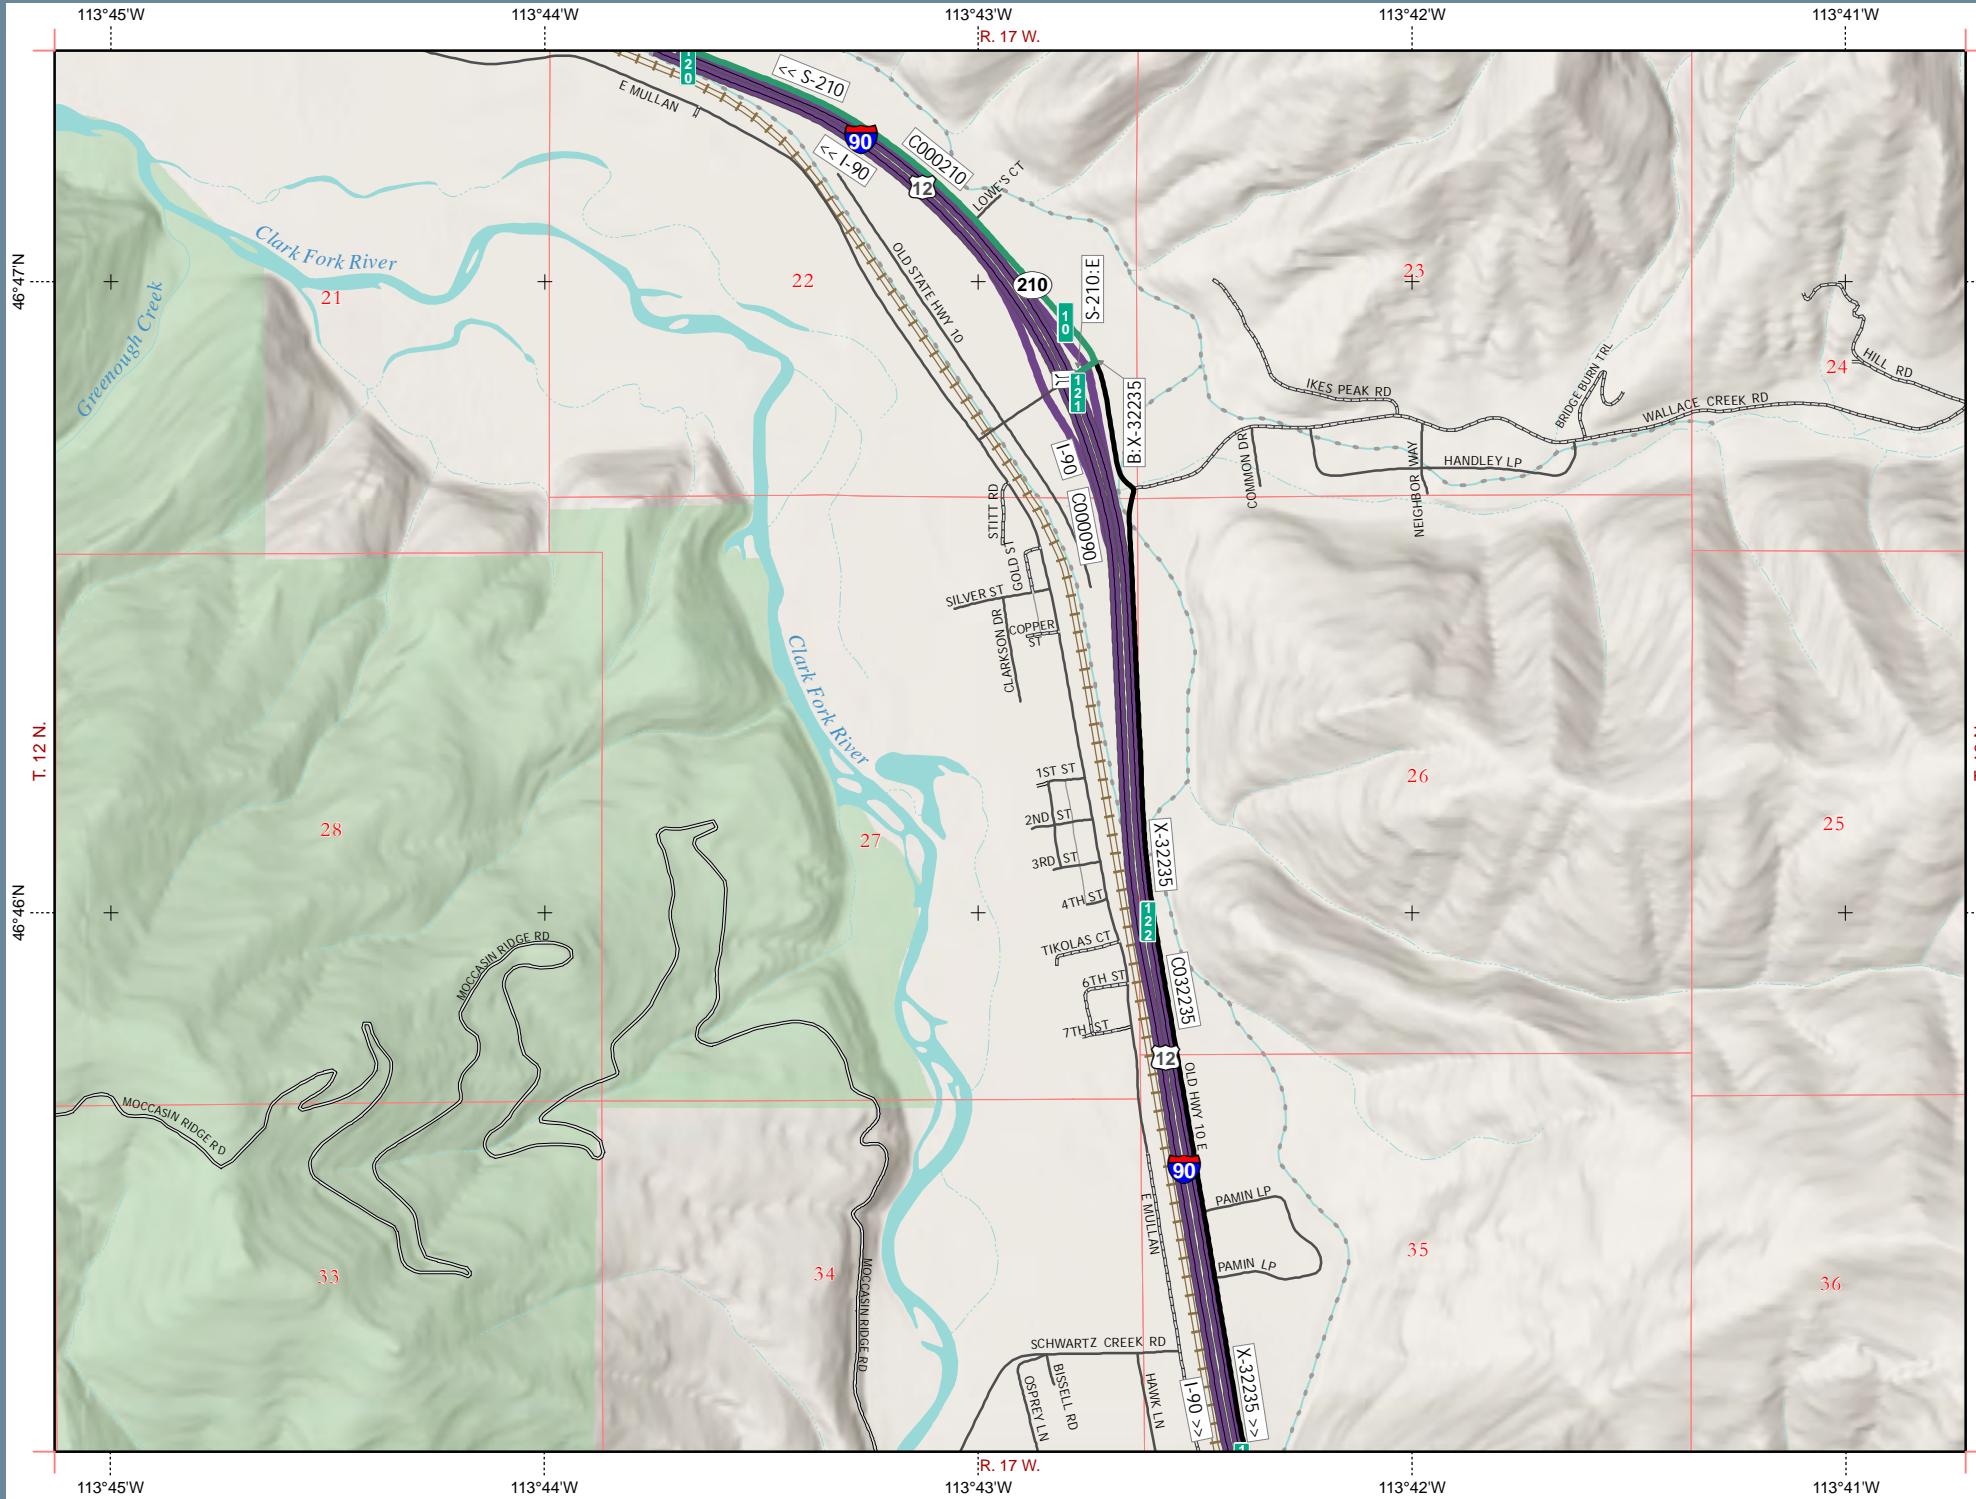 113°45'W
113°44'W
113°43'W
113°42'W
113°41'W
R. 17 W.
120
<< S-210
E MULLAN
90
<< I-90
C000210
12
LOWE'S CT
Clark Fork River
OLD STATE HWY 10
46°47'N
21
22
23
210
S-210:E
10
Greenough Creek
121
B:X-32235
IKES PEAK RD
BRIDGE BURN TRL
HILL RD
24
WALLACE CREEK RD
I-90
COMMON DR
NEIGHBOR WAY
HANDLEY LP
C000090
STITT RD
GOLD ST
SILVER ST
CLARKSON DR
COPPER
ST
Clark Fork River
T. 12 N.
1ST ST
26
2ND ST
28
27
25
X-32235
3RD ST
4TH ST
46°46'N
122
MOCCASIN RIDGE RD
TIKOLAS CT
6TH ST
C032235
7TH ST
12
OLD HWY 10 E
MOCCASIN RIDGE RD
90
E MULLAN
PAMIN LP
35
PAMIN LP
33
34
36
MOCCASIN RIDGE RD
SCHWARTZ CREEK RD
OSPREY LN
BISSELL RD
HAWK LN
I-90 >>
X-32235 >>
1
R. 17 W.
113°45'W
113°44'W
113°43'W
113°42'W
113°41'W